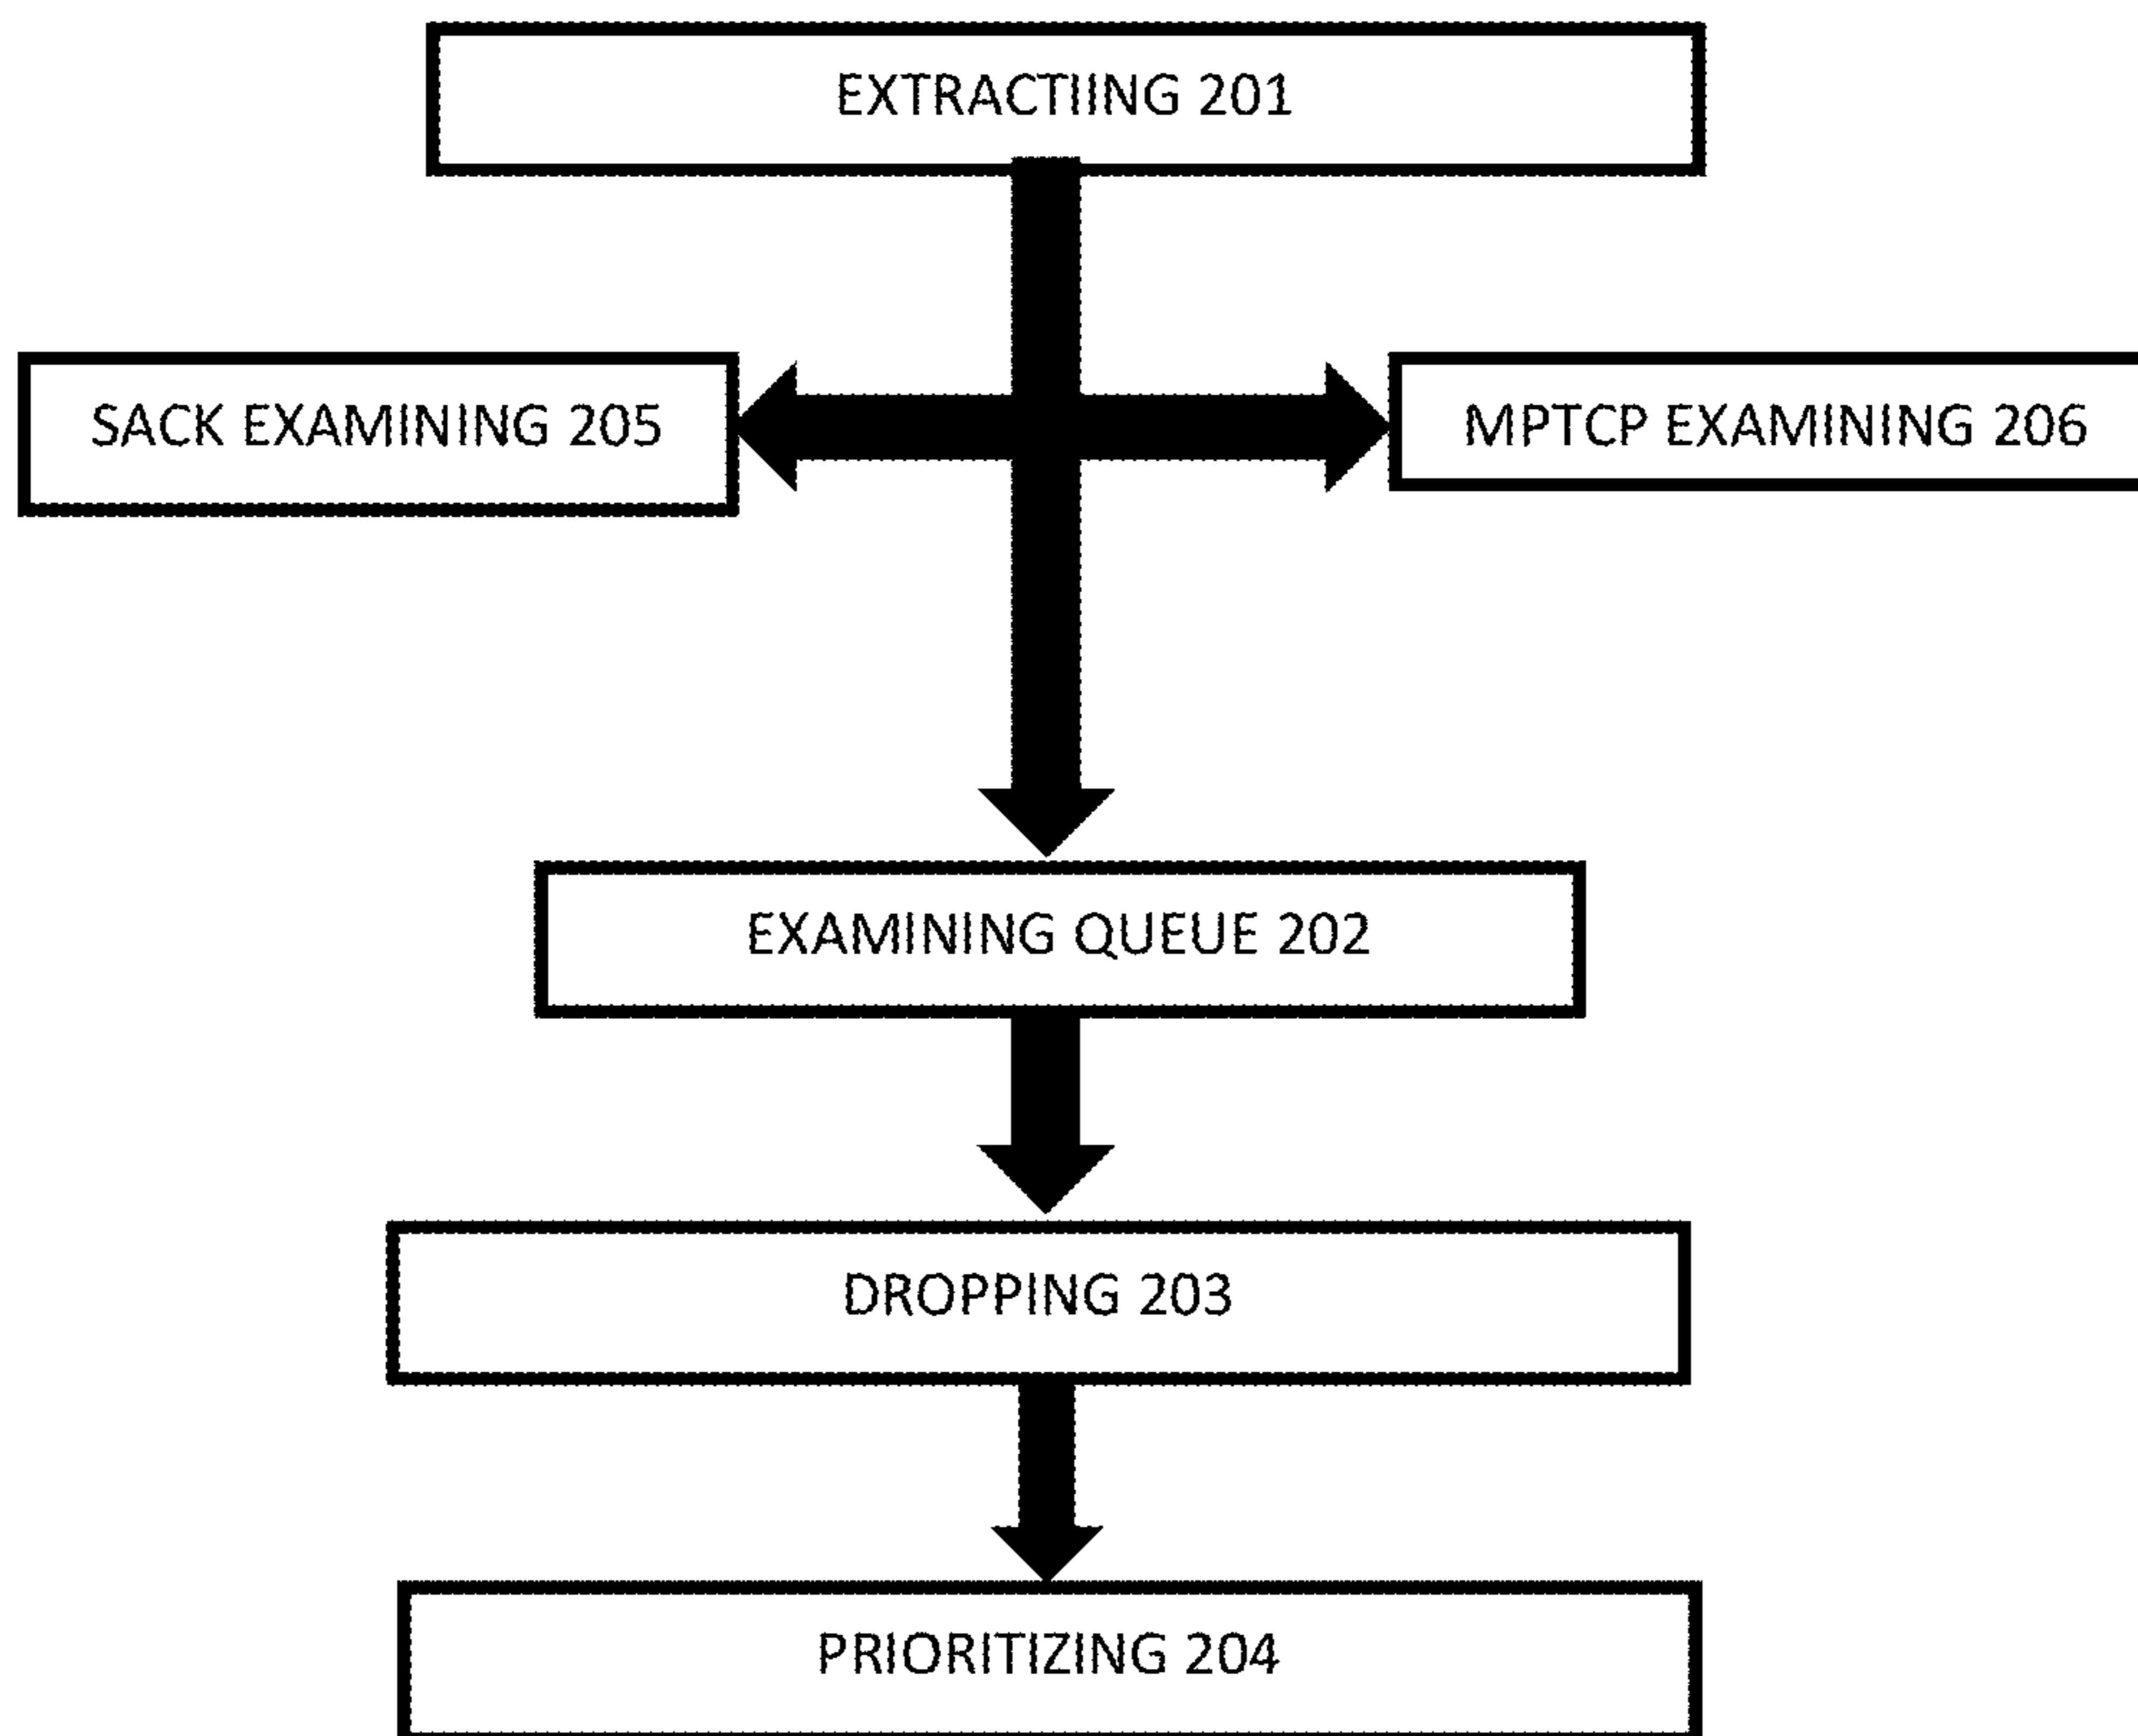 EXTRACTIING 201
SACK EXAMINING 205
MPTCP EXAMINING 206
EXAMINING QUEUE 202
DROPPING 203
PRIORITIZING 204